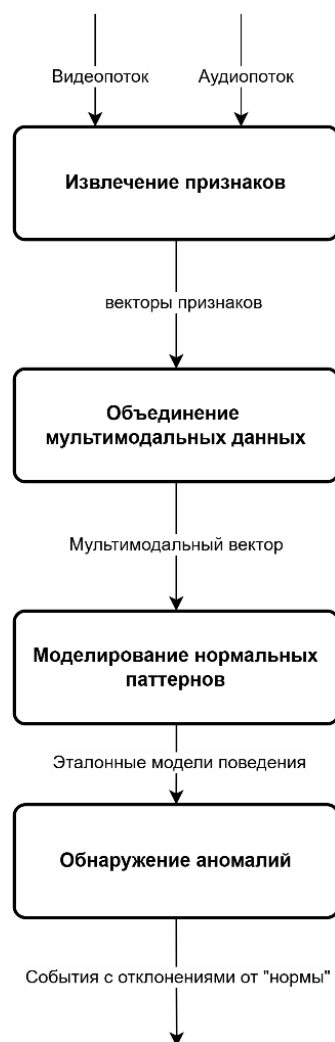 Видеопоток Аудиопоток
Извлечение признаков
векторы признаков
Объединение
мультимодальных данных
Мультимодальный вектор
Моделирование нормальных
паттернов
Эталонные модели поведения
Обнаружение аномалий
События с отклонениями от "нормы"